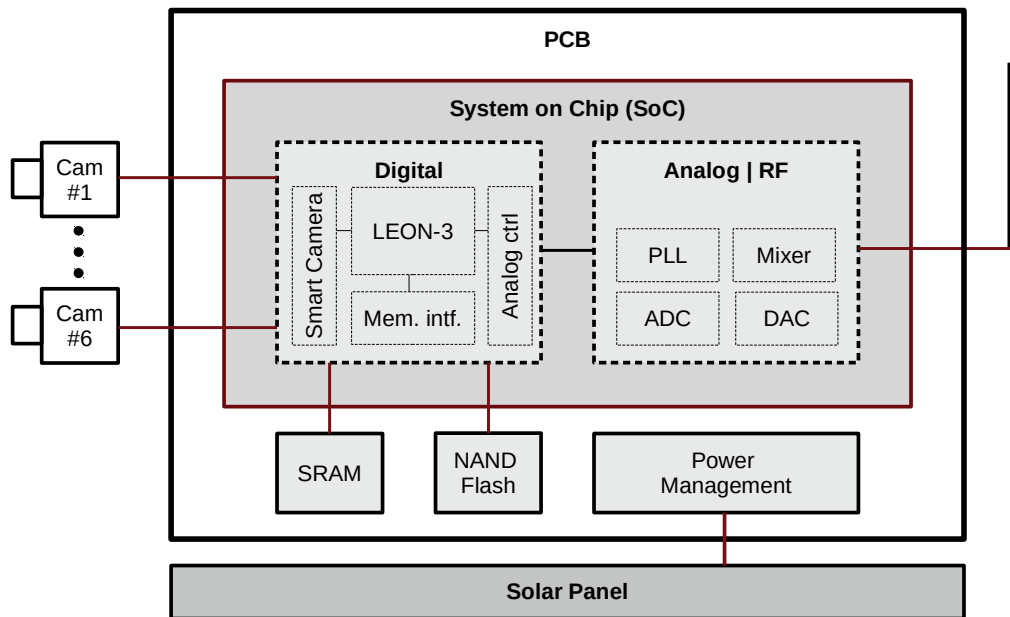 PCB
System on Chip (SoC)
Cam
#1
Cam
#6
Digital
Smart Camera
LEON-3
Mem. intf.
Analog ctrl
Analog | RF
PLL
Mixer
ADC
DAC
SRAM
NAND
Flash
Power
Management
Solar Panel